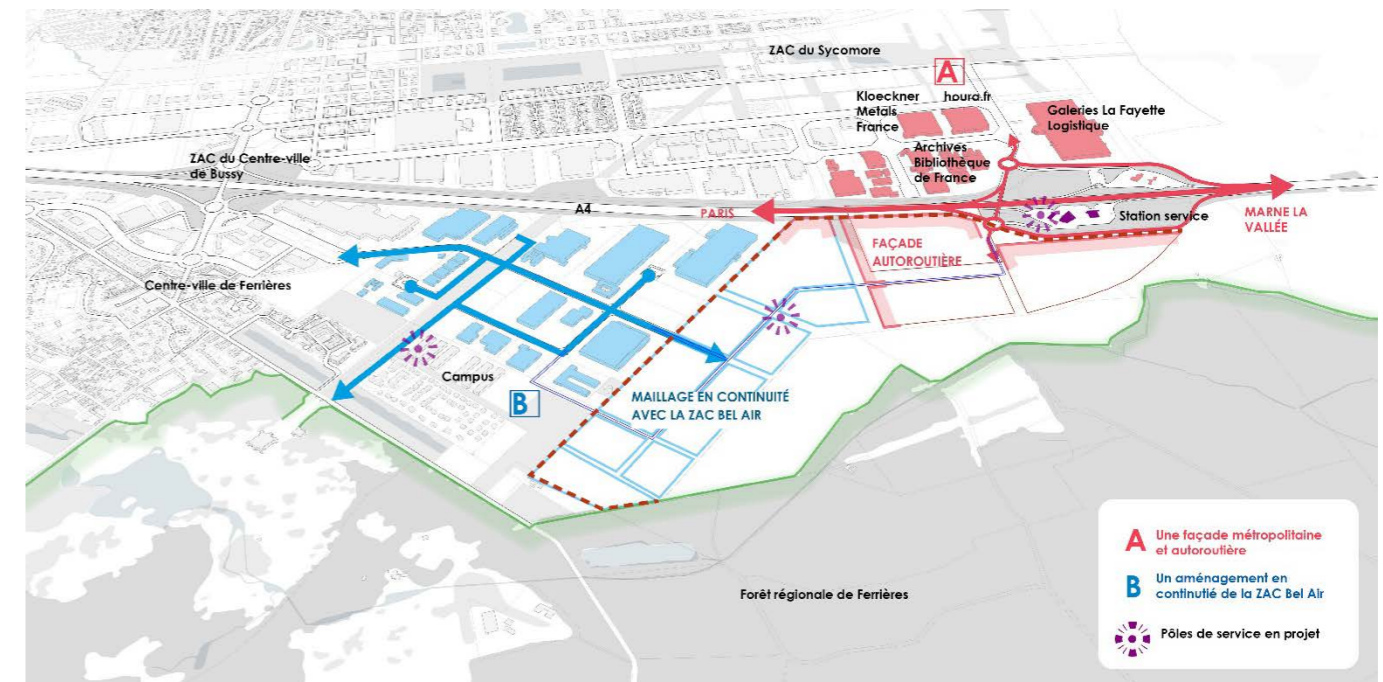 ZAC du Sycomore
A
Kloeckner
Metals
France
houra.fr
Galeries La Fayette
Logistique
Archives
Bibliothèque
de France
ZAC du Centre-ville
de Bussy
A4
PARIS
Station service
MARNE LA
VALLÉE
FAÇADE
AUTOROUTIÈRE
Centre-ville de Ferrières
Campus
B
MAILLAGE EN CONTINUITÉ
AVEC LA ZAC BEL AIR
Forêt régionale de Ferrières
A Une façade métropolitaine
et autoroutière
B Un aménagement en
continutié de la ZAC Bel Air
Pôles de service en projet